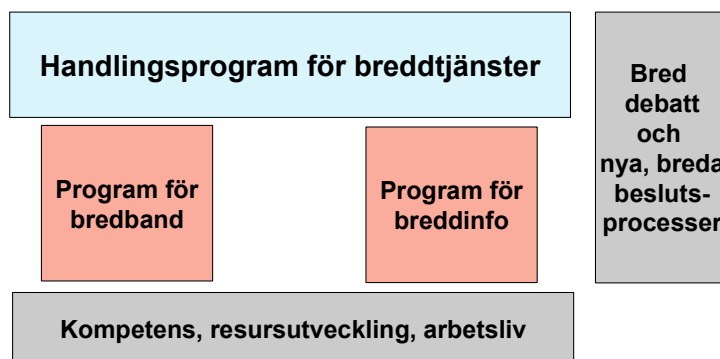 Handlingsprogram för breddtjänster
Program för
bredband
Program för
breddinfo
Kompetens, resursutveckling, arbetsliv
Bred
debatt
och
nya, breda
besluts-
processer